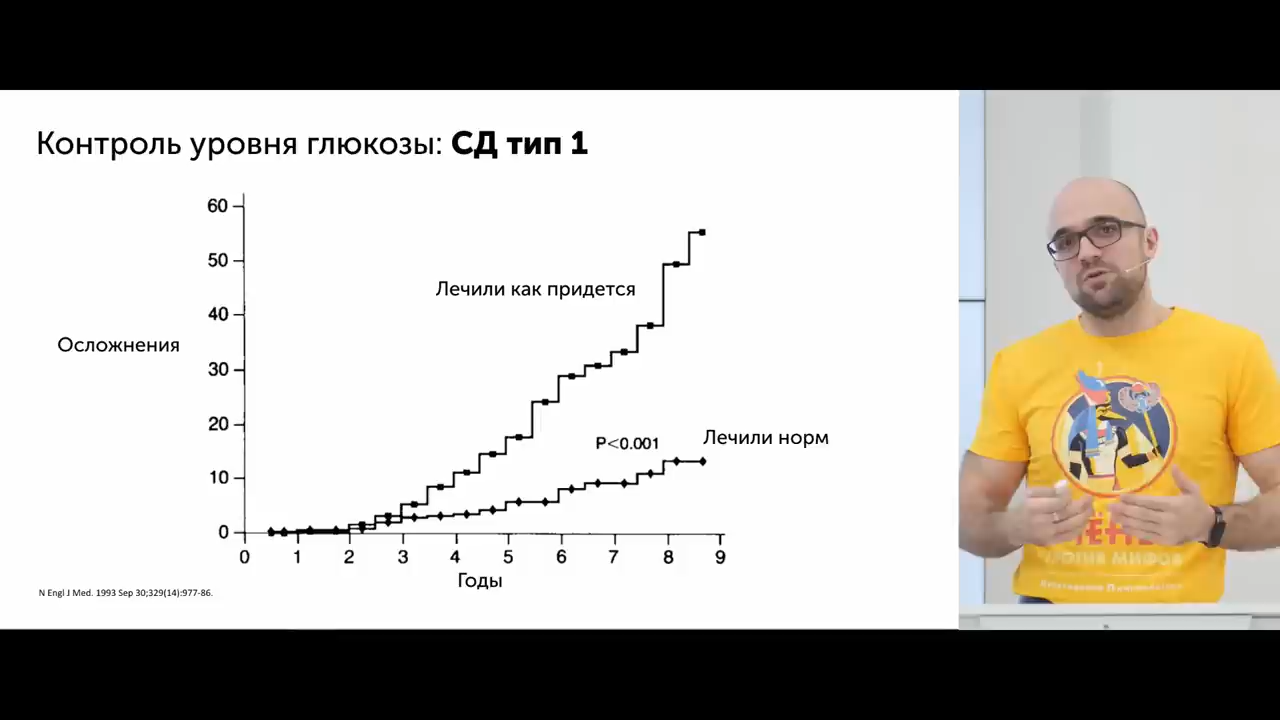 Контроль уровня глюкозы: СД тип 1
60
50
40
30
20
10
0
Осложнения
Лечили как придется
P<0.001
Лечили норм
0 1 2 3 4 5 6 7 8 9
Годы
N Engl J Med. 1993 Sep 30;329(14):977-86.
МИФОВ